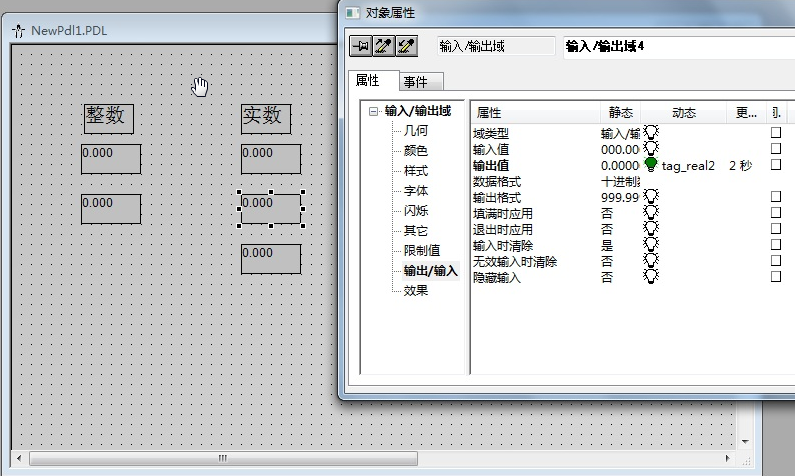 NewPdl1.PDL
整数 实数
0.000 0.000
0.000 0.000
0.000
对象属性
输入/输出域 输入/输出域4
属性 事件
输入/输出域
几何
颜色
样式
字体
闪烁
其它
限制值
输出/输入
效果
属性 静态 动态 更...
域类型 输入/输
输入值 000.00
输出值 0.0000 tag_real2 2 秒
数据格式 十进制
输出格式 999.99
填满时应用 否
退出时应用 否
输入时清除 是
无效输入时清除 否
隐藏输入 否